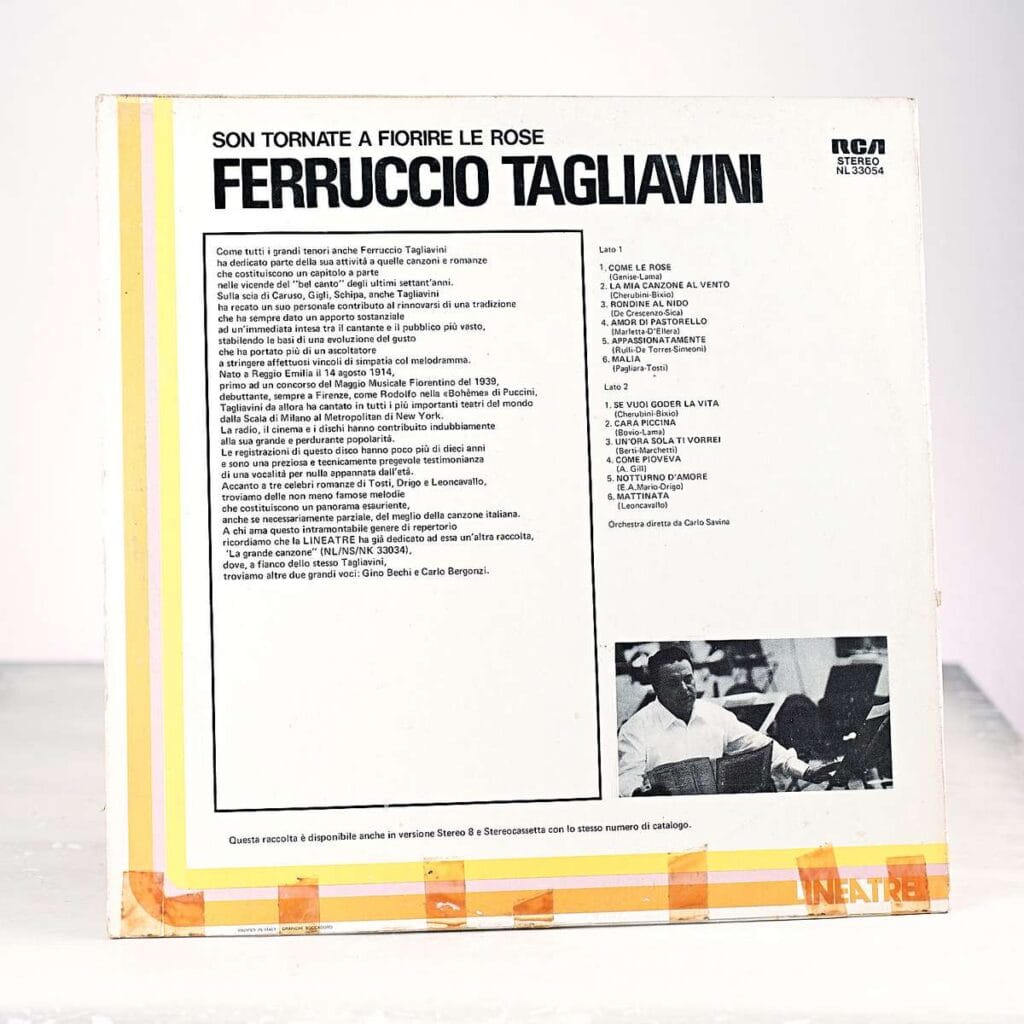 SON TORNATE A FIORIRE LE ROSE
FERRUCCIO TAGLIAVINI
RCA
STEREO
NL 33054
Come tutti i grandi tenori anche Ferruccio Tagliavini
ha dedicato parte della sua attività a quelle canzoni e romanze
che costituiscono un capitolo a parte
nelle vicende del "bel canto" degli ultimi settant'anni.
Sulla scia di Caruso, Gigli, Schipa, anche Tagliavini
ha recato un suo personale contributo al rinnovarsi di una tradizione
che ha sempre dato un apporto sostanziale
ad un'immediata intesa tra il cantante e il pubblico più vasto,
stabilendo le basi di una evoluzione del gusto
che ha portato più di un ascoltatore
a stringere affettuosi vincoli di simpatia col melodramma.
Nato a Reggio Emilia il 14 agosto 1914,
primo ad un concorso del Maggio Musicale Fiorentino del 1939,
debuttante, sempre a Firenze, come Rodolfo nella «Bohème» di Puccini,
Tagliavini da allora ha cantato in tutti i più importanti teatri del mondo
dalla Scala di Milano al Metropolitan di New York.
La radio, il cinema e i dischi hanno contribuito indubbiamente
alla sua grande e perdurante popolarità.
Le registrazioni di questo disco hanno poco più di dieci anni
e sono una preziosa e tecnicamente pregevole testimonianza
di una vocalità per nulla appannata dall'età.
Accanto a tre celebri romanze di Tosti, Drigo e Leoncavallo,
troviamo delle non meno famose melodie
che costituiscono un panorama esauriente,
anche se necessariamente parziale, del meglio della canzone italiana.
A chi ama questo intramontabile genere di repertorio
ricordiamo che la LINEATRE ha già dedicato ad essa un'altra raccolta,
"La grande canzone" (NL/NS/NK 33034),
dove, a fianco dello stesso Tagliavini,
troviamo altre due grandi voci: Gino Bechi e Carlo Bergonzi.
Lato 1
1. COME LE ROSE
(Genise-Lama)
2. LA MIA CANZONE AL VENTO
(Cherubini-Bixio)
3. RONDINE AL NIDO
(De Crescenzo-Sica)
4. AMOR DI PASTORELLO
(Marletta-D'Ellera)
5. APPASSIONATAMENTE
(Rulli-De Torres-Simeoni)
6. MALIA
(Pagliara-Tosti)
Lato 2
1. SE VUOI GODER LA VITA
(Cherubini-Bixio)
2. CARA PICCINA
(Bovio-Lama)
3. UN'ORA SOLA TI VORREI
(Berti-Marchetti)
4. COME PIOVEVA
(A. Gill)
5. NOTTURNO D'AMORE
(E.A.Mario-Drigo)
6. MATTINATA
(Leoncavallo)
Orchestra diretta da Carlo Savina
Questa raccolta è disponibile anche in versione Stereo 8 e Stereocassetta con lo stesso numero di catalogo.
LINEATRE
PRINTED IN ITALY